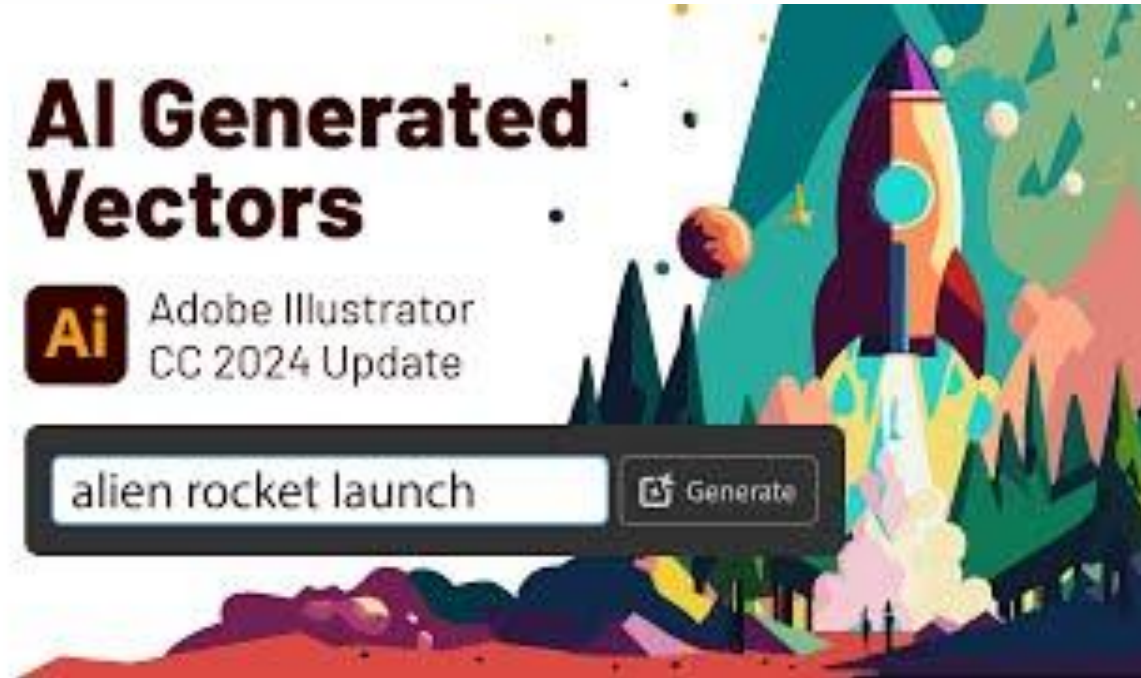 AI Generated
Vectors
Ai
Adobe Illustrator
CC 2024 Update
alien rocket launch
Generate